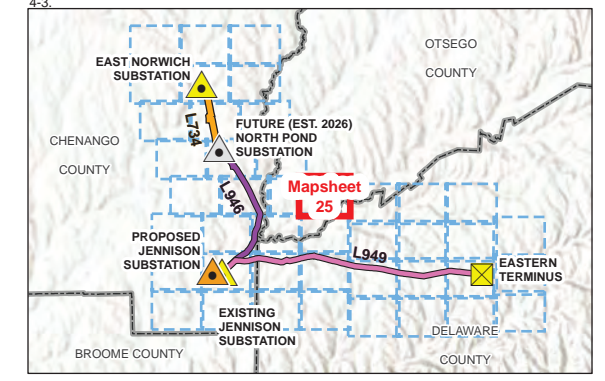 4-3.
OTSEGO
COUNTY
EAST NORWICH
SUBSTATION
L734
FUTURE (EST. 2026)
NORTH POND
SUBSTATION
CHENANGO
COUNTY
L946
Mapsheet
25
PROPOSED
JENNISON
SUBSTATION
L949
EASTERN
TERMINUS
EXISTING
JENNISON
SUBSTATION
DELAWARE
COUNTY
BROOME COUNTY